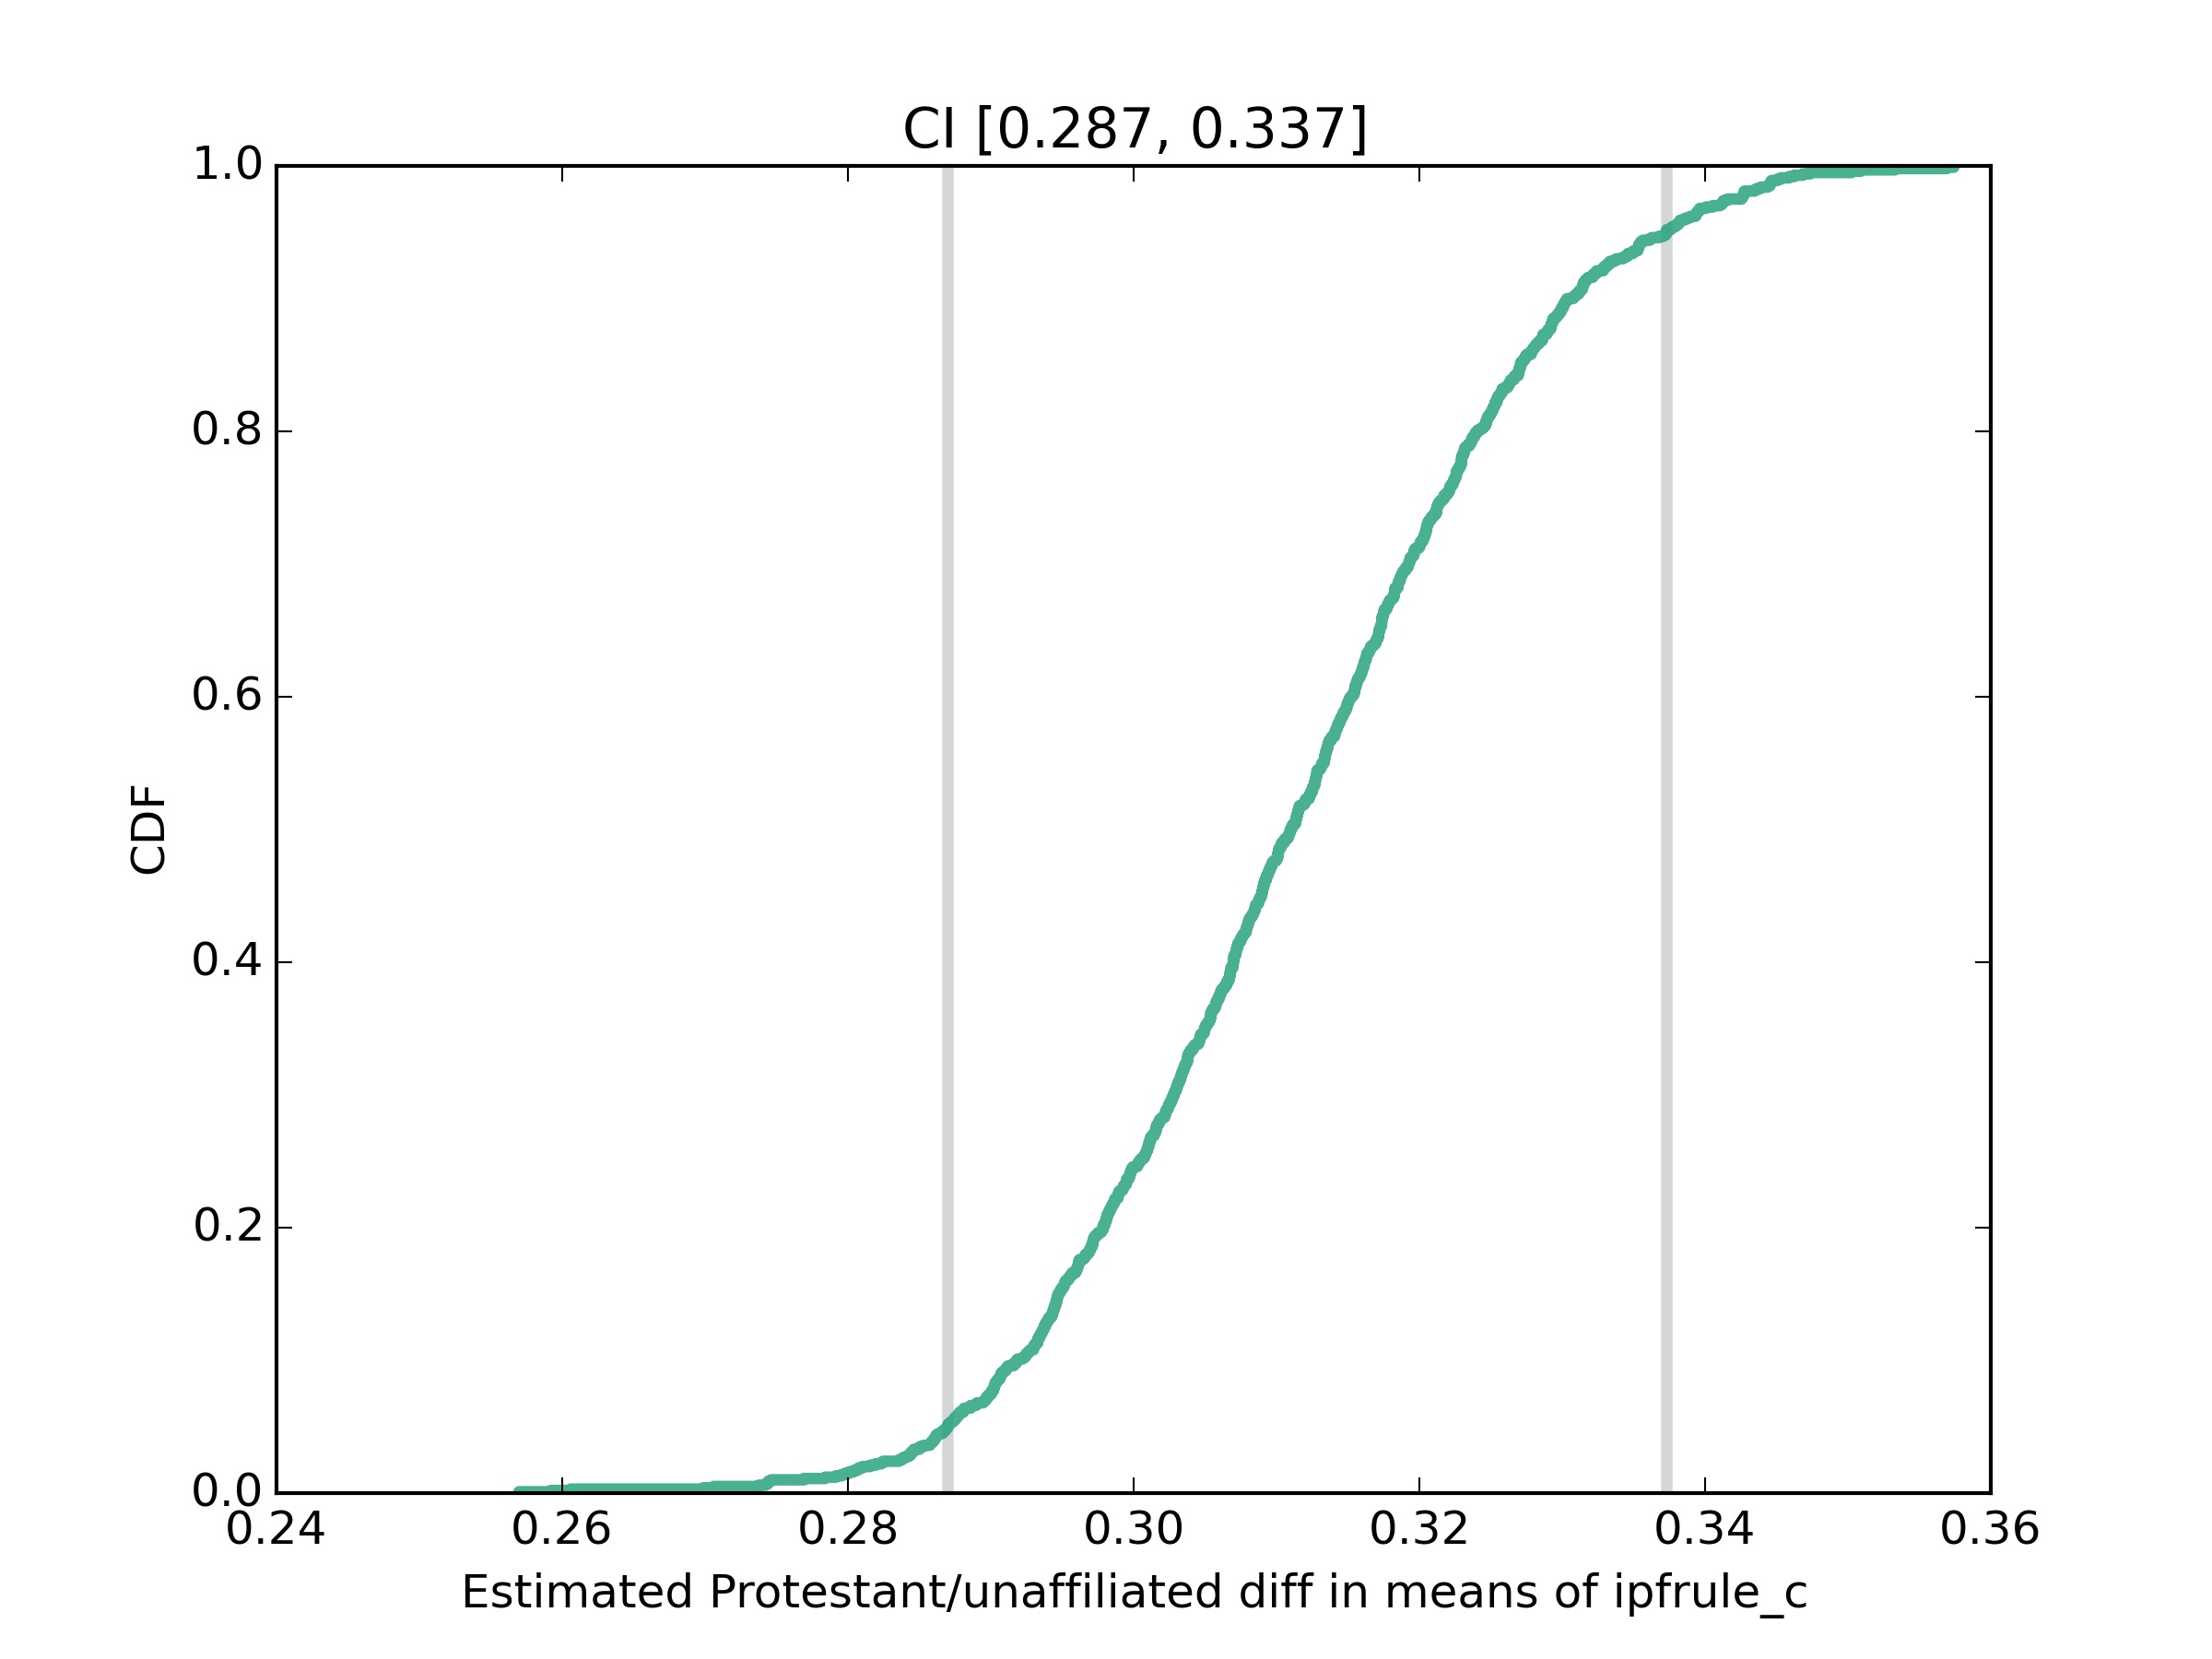 CI [0.287, 0.337]
1.0
0.8
0.6
0.4
0.2
0.0
CDF
0.24 0.26 0.28 0.30 0.32 0.34 0.36
Estimated Protestant/unaffiliated diff in means of ipfrule_c